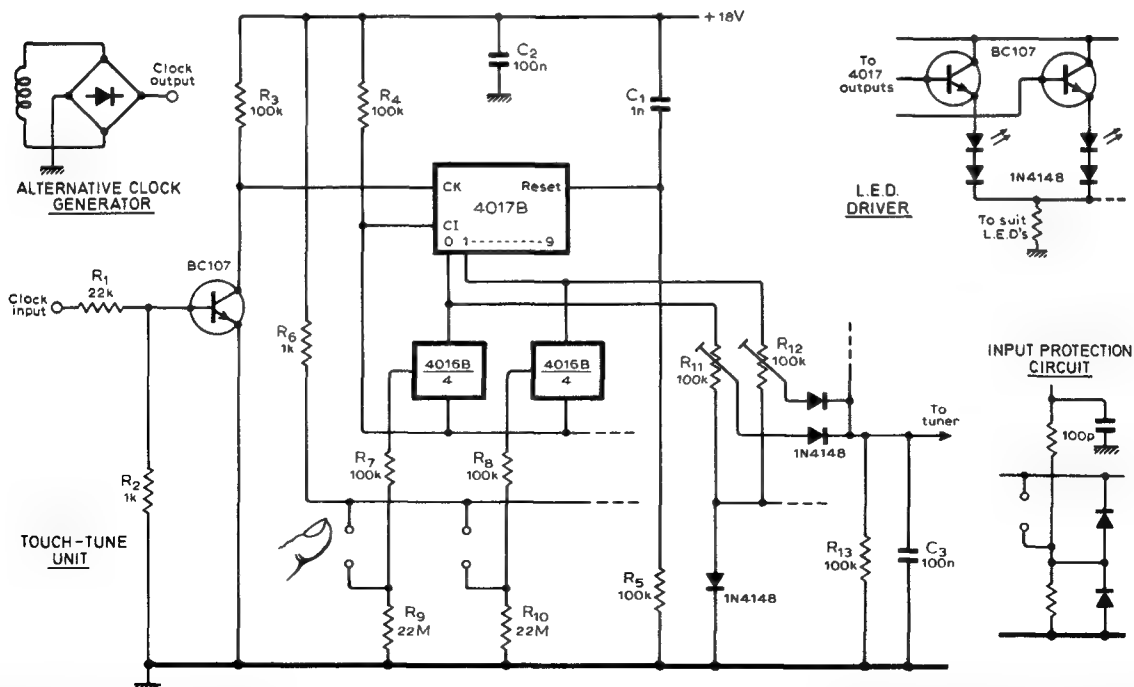 +18V
C2
100n
Clock
output
ALTERNATIVE CLOCK
GENERATOR
R3
100k
R4
100k
C1
1n
CK
Reset
4017B
CI
0 1 --------- 9
To
4017
outputs
BC107
1N4148
L.E.D.
DRIVER
To suit
L.E.D's
BC107
Clock
input
R1
22k
R6
1k
4016B
4
4016B
4
R11
100k
R12
100k
To
tuner
1N4148
INPUT PROTECTION
CIRCUIT
100p
R2
1k
R7
100k
R8
100k
TOUCH-TUNE
UNIT
R9
22M
R10
22M
R5
100k
1N4148
R13
100k
C3
100n